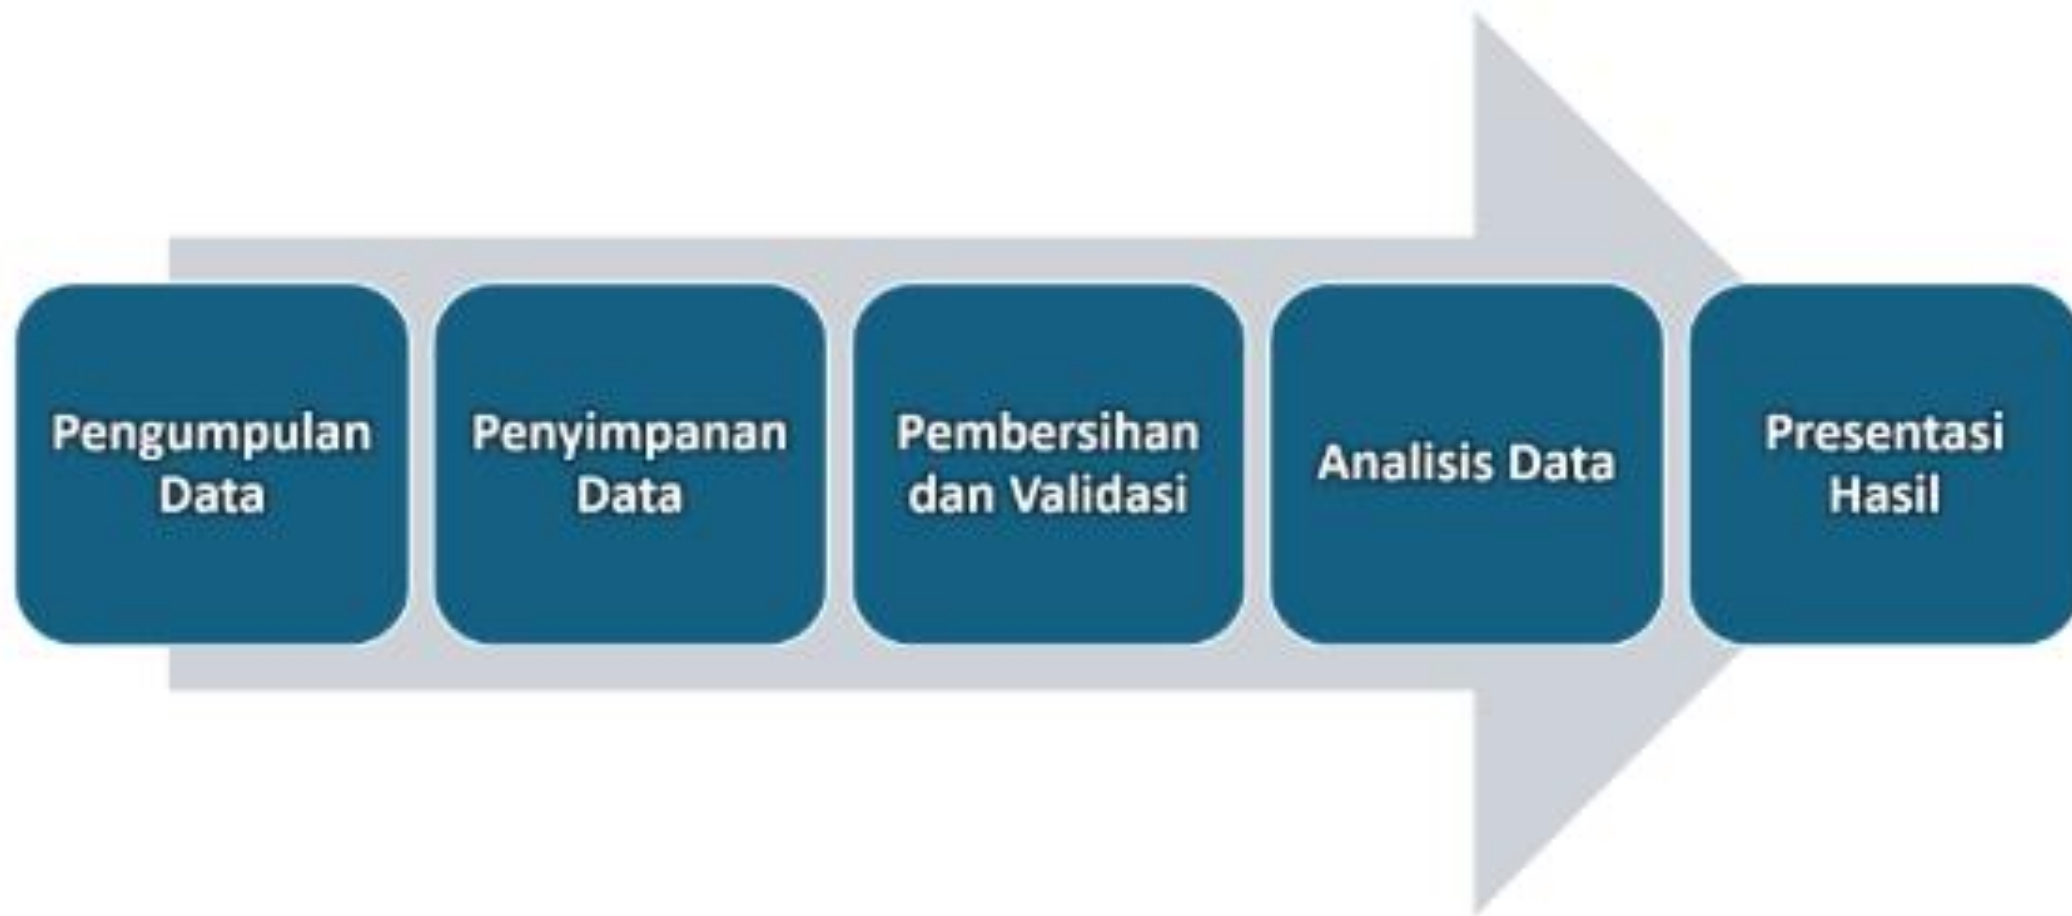 Pengumpulan
Data
Penyimpanan
Data
Pembersihan
dan Validasi
Analisis Data
Presentasi
Hasil